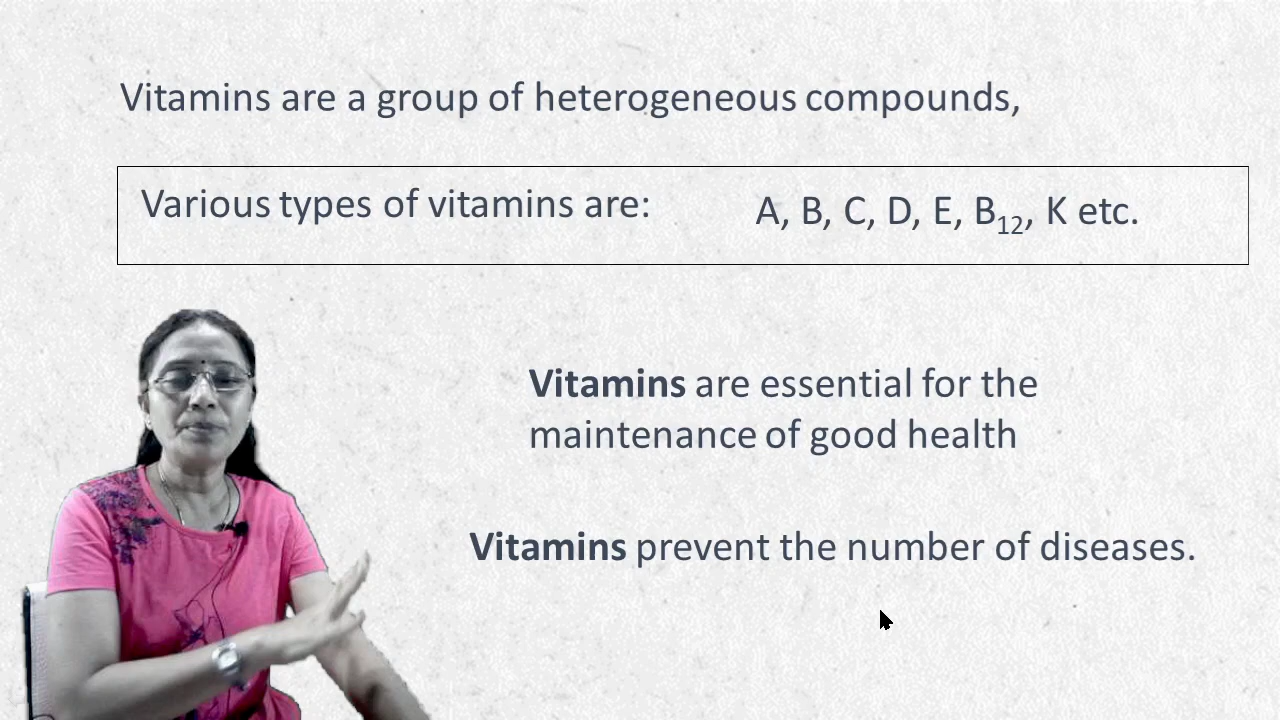 Vitamins are a group of heterogeneous compounds,
Various types of vitamins are: A, B, C, D, E, B₁₂, K etc.
Vitamins are essential for the
maintenance of good health
Vitamins prevent the number of diseases.